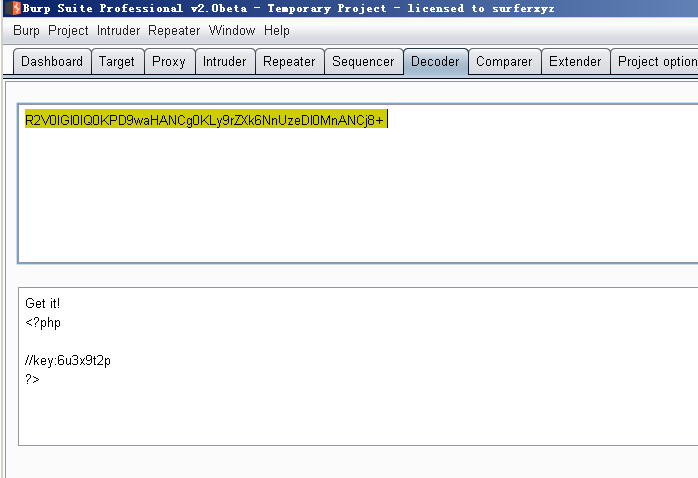 Burp Suite Professional v2.0beta - Temporary Project - licensed to surferxyz
Burp Project Intruder Repeater Window Help
Dashboard Target Proxy Intruder Repeater Sequencer Decoder Comparer Extender Project option
R2V0IGl0IQ0KPD9waHANCg0KLy9rZXk6NnUzeDl0MnANCj8+
Get it!
<?php
//key:6u3x9t2p
?>